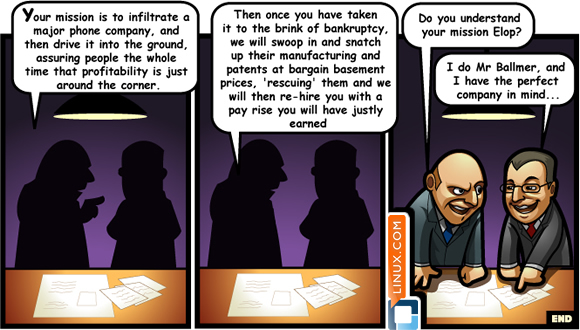 Your mission is to infiltrate a
major phone company, and
then drive it into the ground,
assuring people the whole
time that profitability is just
around the corner.
Then once you have taken
it to the brink of bankruptcy,
we will swoop in and snatch
up their manufacturing and
patents at bargain basement
prices, 'rescuing' them and we
will then re-hire you with a
pay rise you will have justly
earned
Do you understand
your mission Elop?
I do Mr Ballmer, and
I have the perfect
company in mind...
LINUX.COM
END